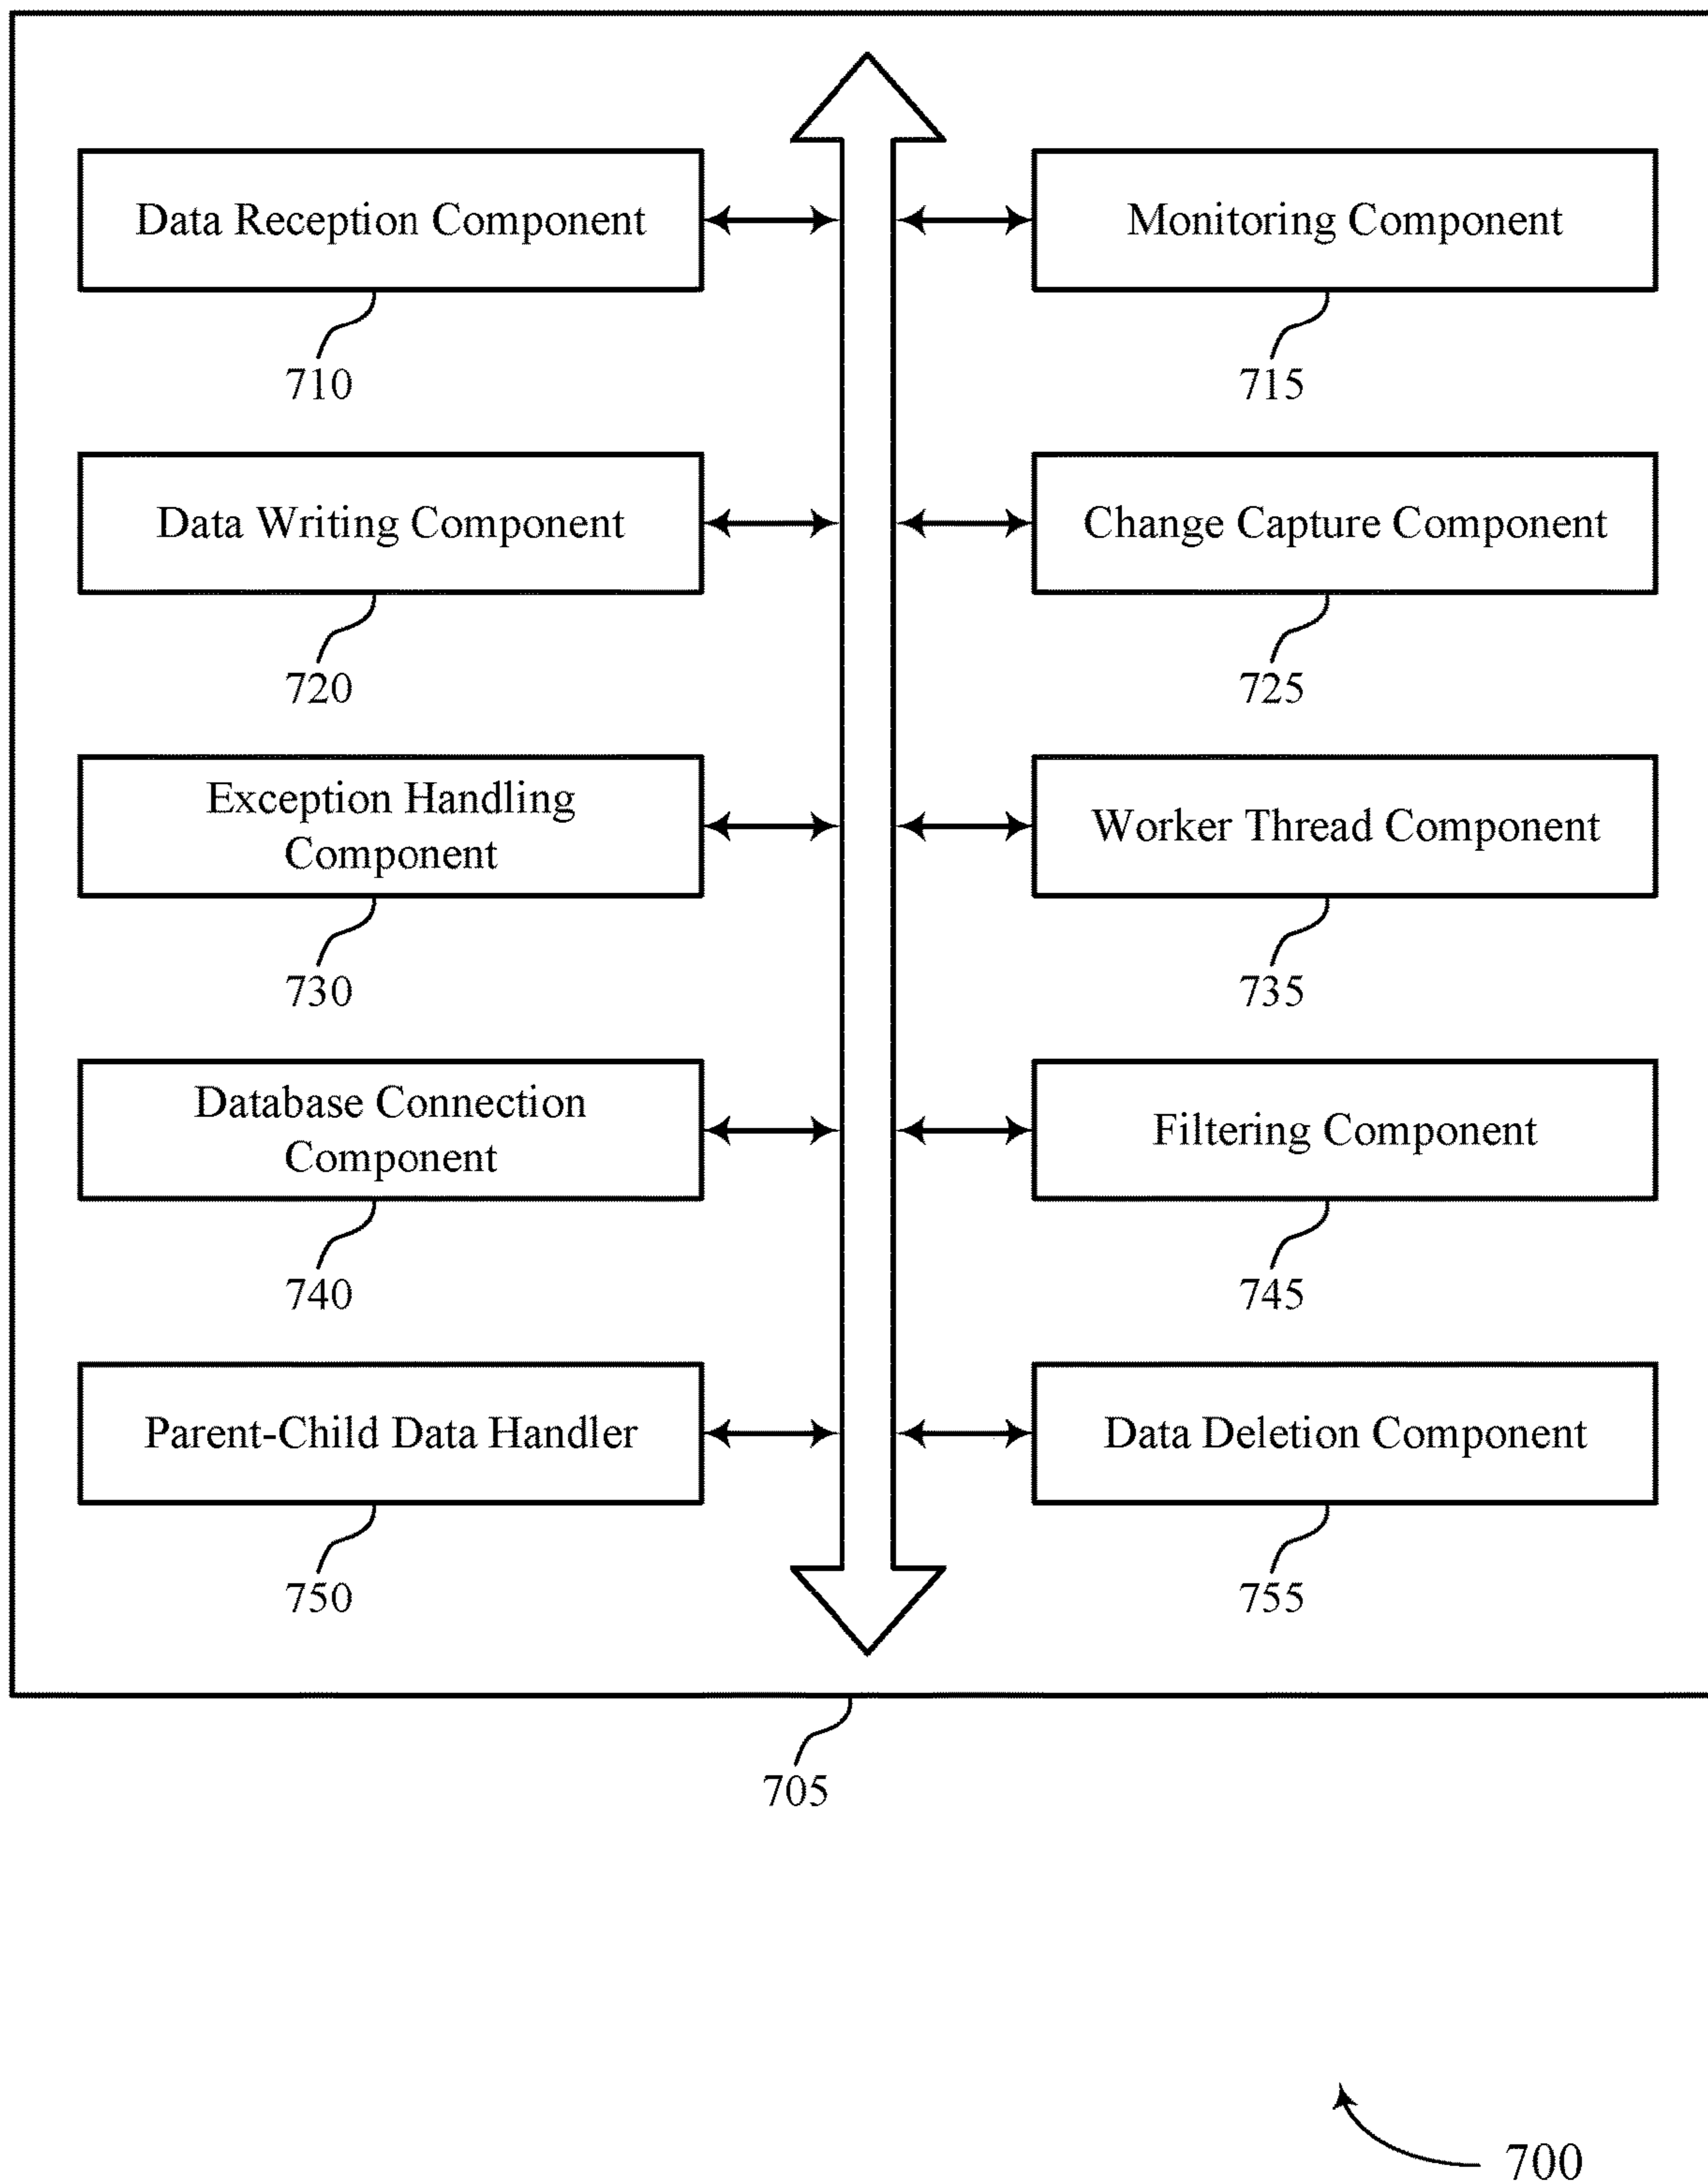 Data Reception Component
Monitoring Component
710
715
Data Writing Component
Change Capture Component
720
725
Exception Handling
Component
Worker Thread Component
730
735
Database Connection
Component
Filtering Component
740
745
Parent-Child Data Handler
Data Deletion Component
750
755
705
700